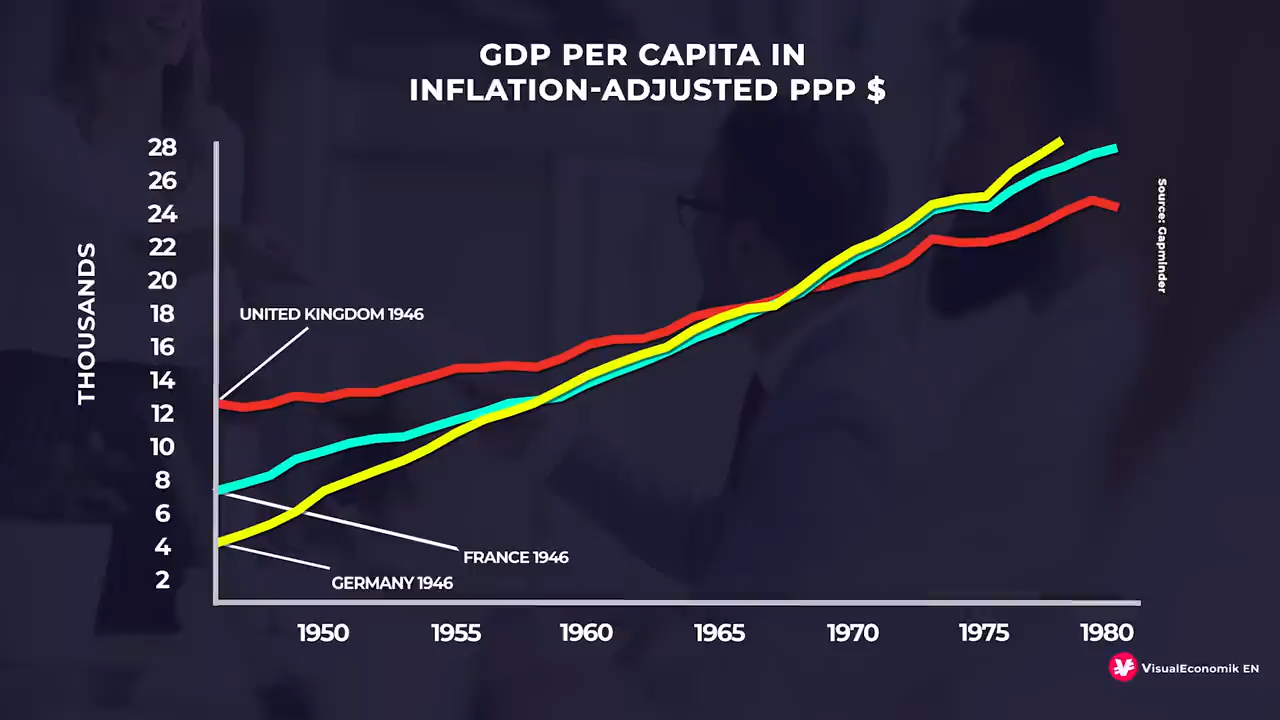 GDP PER CAPITA IN
INFLATION-ADJUSTED PPP $
THOUSANDS
28
26
24
22
20
18
16
14
12
10
8
6
4
2
UNITED KINGDOM 1946
FRANCE 1946
GERMANY 1946
1950 1955 1960 1965 1970 1975 1980
Source: Gapminder
VISUALECONOMIK EN